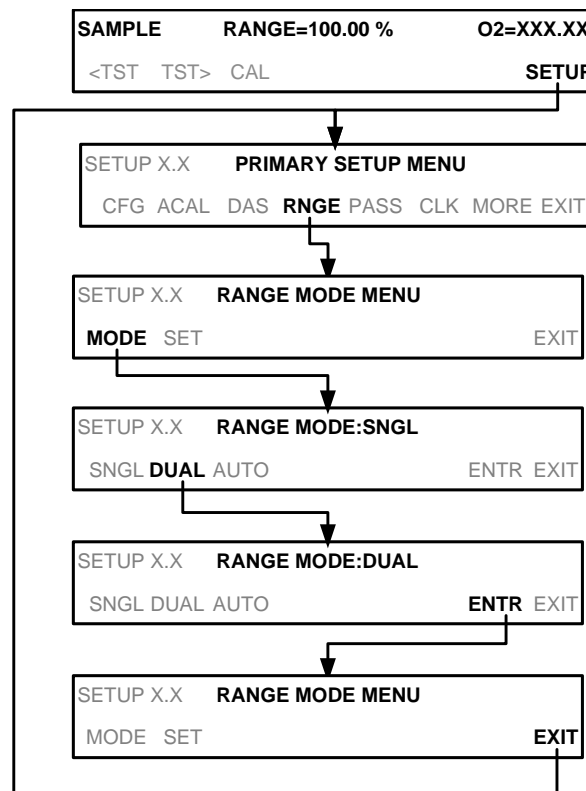 SAMPLE RANGE=100.00 % O2=XXX.XX
<TST TST> CAL SETUP
SETUP X.X PRIMARY SETUP MENU
CFG ACAL DAS RNGE PASS CLK MORE EXIT
SETUP X.X RANGE MODE MENU
MODE SET EXIT
SETUP X.X RANGE MODE:SNGL
SNGL DUAL AUTO ENTR EXIT
SETUP X.X RANGE MODE:DUAL
SNGL DUAL AUTO ENTR EXIT
SETUP X.X RANGE MODE MENU
MODE SET EXIT